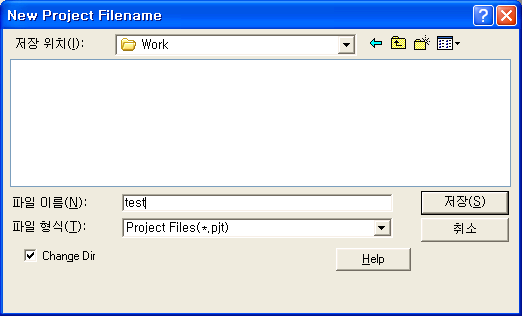 New Project Filename
저장 위치(I): Work
파일 이름(N): test
저장(S)
파일 형식(T): Project Files(*.pjt)
취소
Change Dir
Help